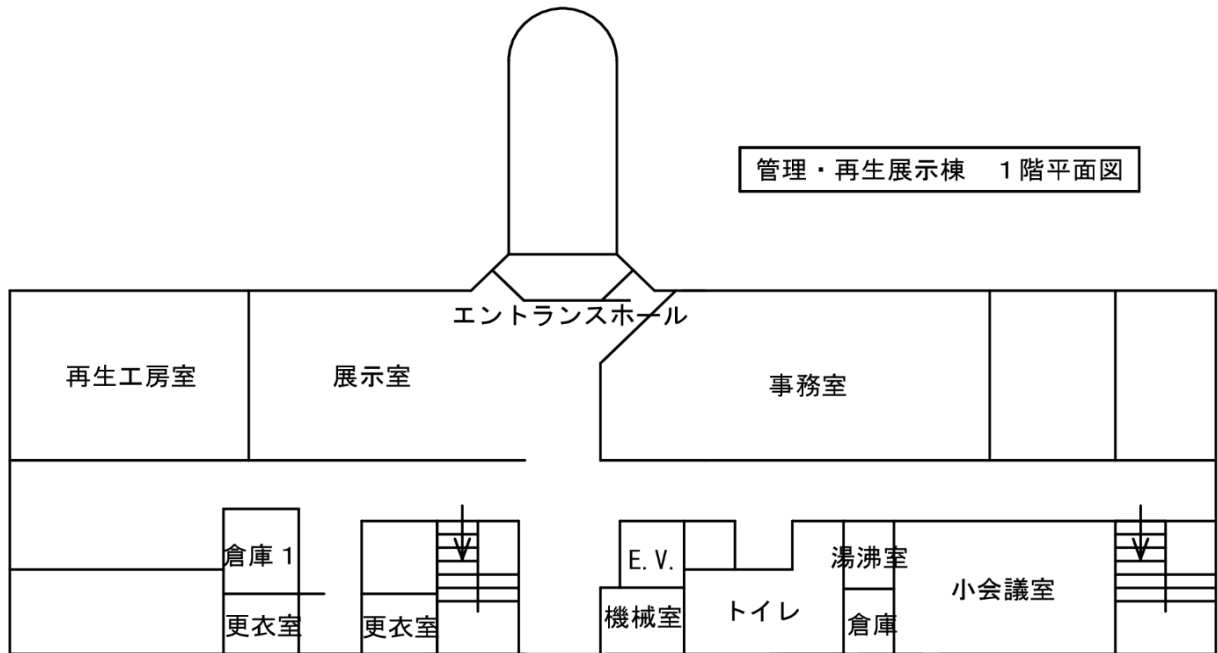 管理・再生展示棟　１階平面図
エントランスホール
再生工房室
展示室
事務室
倉庫１
E.V.
湯沸室
小会議室
更衣室
更衣室
機械室
トイレ
倉庫